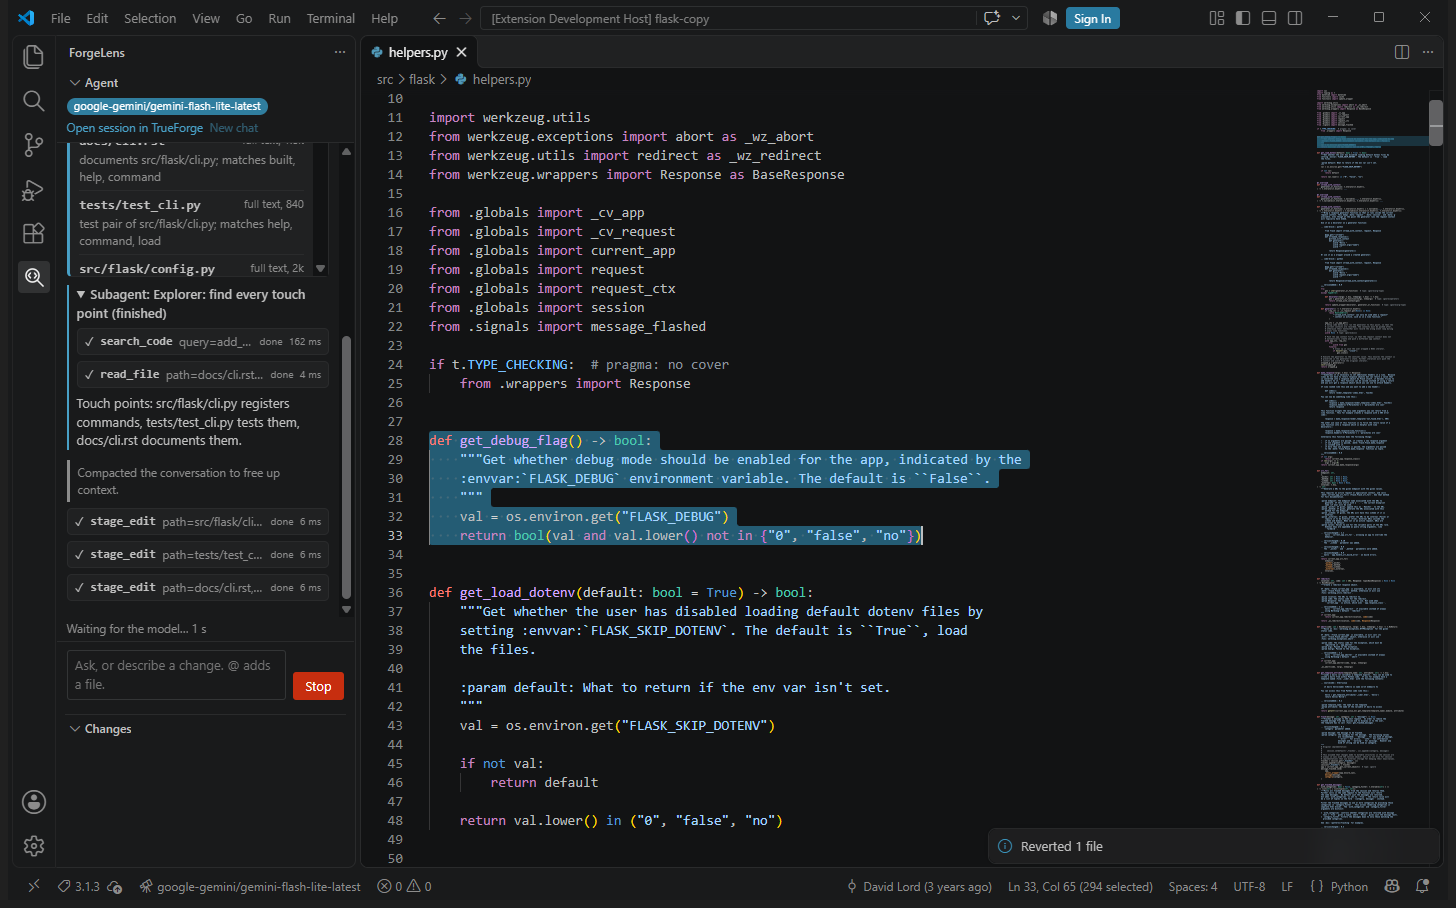 File Edit Selection View Go Run Terminal Help
[Extension Development Host] flask-copy
Sign In
ForgeLens
Agent
google-gemini/gemini-flash-lite-latest
Open session in TrueForge New chat
documents src/flask/cli.py; matches built,
help, command
tests/test_cli.py full text, 840
test pair of src/flask/cli.py; matches help,
command, load
src/flask/config.py full text, 2k
▼ Subagent: Explorer: find every touch
point (finished)
✓ search_code query=add_... done 162 ms
✓ read_file path=docs/cli.rst... done 4 ms
Touch points: src/flask/cli.py registers
commands, tests/test_cli.py tests them,
docs/cli.rst documents them.
Compacted the conversation to free up
context.
✓ stage_edit path=src/flask/cli... done 6 ms
✓ stage_edit path=tests/test_c... done 6 ms
✓ stage_edit path=docs/cli.rst,... done 6 ms
Waiting for the model... 1 s
Ask, or describe a change. @ adds
a file.
Stop
Changes
helpers.py
src > flask > helpers.py
10
11 import werkzeug.utils
12 from werkzeug.exceptions import abort as _wz_abort
13 from werkzeug.utils import redirect as _wz_redirect
14 from werkzeug.wrappers import Response as BaseResponse
15
16 from .globals import _cv_app
17 from .globals import _cv_request
18 from .globals import current_app
19 from .globals import request
20 from .globals import request_ctx
21 from .globals import session
22 from .signals import message_flashed
23
24 if t.TYPE_CHECKING:  # pragma: no cover
25     from .wrappers import Response
26
27
28 def get_debug_flag() -> bool:
29     """Get whether debug mode should be enabled for the app, indicated by the
30     :envvar:`FLASK_DEBUG` environment variable. The default is ``False``.
31     """
32     val = os.environ.get("FLASK_DEBUG")
33     return bool(val and val.lower() not in {"0", "false", "no"})
34
35
36 def get_load_dotenv(default: bool = True) -> bool:
37     """Get whether the user has disabled loading default dotenv files by
38     setting :envvar:`FLASK_SKIP_DOTENV`. The default is ``True``, load
39     the files.
40
41     :param default: What to return if the env var isn't set.
42     """
43     val = os.environ.get("FLASK_SKIP_DOTENV")
44
45     if not val:
46         return default
47
48     return val.lower() in ("0", "false", "no")
49
50
Reverted 1 file
3.1.3 google-gemini/gemini-flash-lite-latest 0 0 David Lord (3 years ago) Ln 33, Col 65 (294 selected) Spaces: 4 UTF-8 LF { } Python